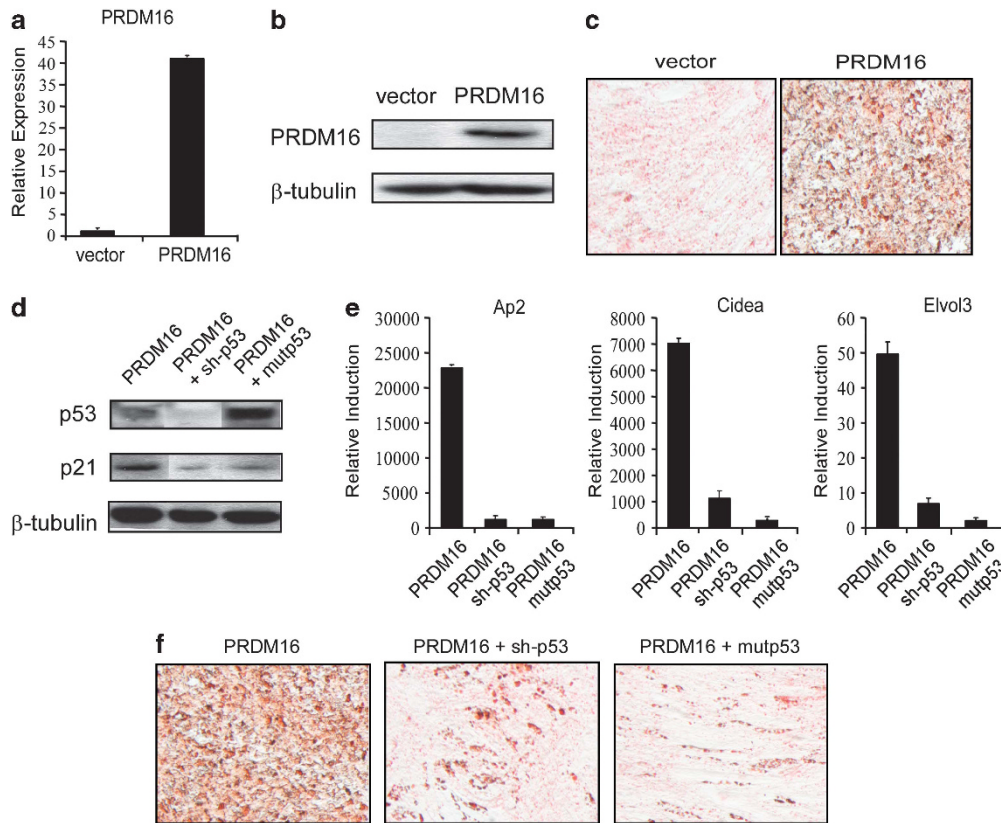 a
PRDM16
Relative Expression
45
40
35
30
25
20
15
10
5
0
vector
PRDM16
b
vector PRDM16
PRDM16
β-tubulin
c
vector
PRDM16
d
PRDM16
PRDM16
+ sh-p53
PRDM16
+ mutp53
p53
p21
β-tubulin
e
Ap2
Relative Induction
30000
25000
20000
15000
10000
5000
0
PRDM16
PRDM16
sh-p53
PRDM16
mutp53
Cidea
Relative Induction
8000
7000
6000
5000
4000
3000
2000
1000
0
PRDM16
PRDM16
sh-p53
PRDM16
mutp53
Elvol3
Relative Induction
60
50
40
30
20
10
0
PRDM16
PRDM16
sh-p53
PRDM16
mutp53
f
PRDM16
PRDM16 + sh-p53
PRDM16 + mutp53